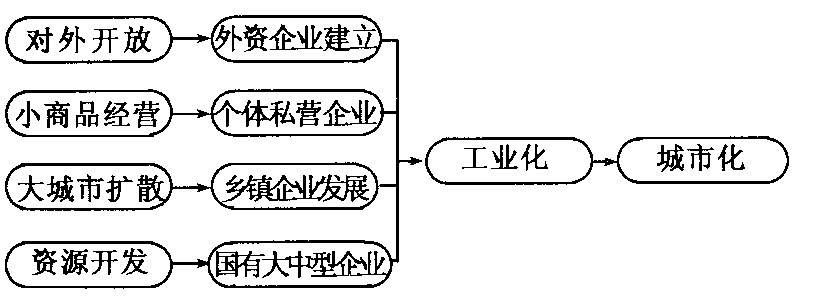 对外开放
外资企业建立
小商品经营
个体私营企业
工业化
城市化
大城市扩散
乡镇企业发展
资源开发
国有大中型企业